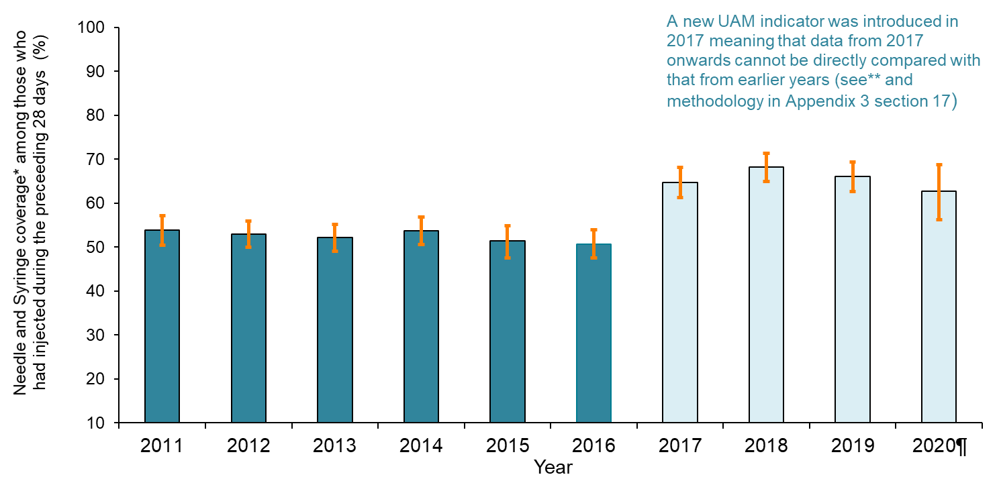 A new UAM indicator was introduced in
2017 meaning that data from 2017
onwards cannot be directly compared with
that from earlier years (see** and
methodology in Appendix 3 section 17)
Needle and Syringe coverage* among those who
had injected during the preceeding 28 days (%)
100
90
80
70
60
50
40
30
20
10
2011 2012 2013 2014 2015 2016 2017 2018 2019 2020¶
Year